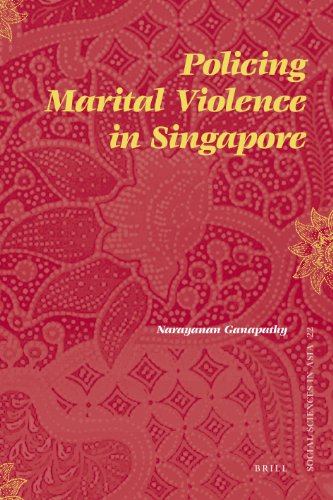 Policing
Marital Violence
in Singapore
Narayanan Ganapathy
SOCIAL SCIENCES IN ASIA 22
BRILL